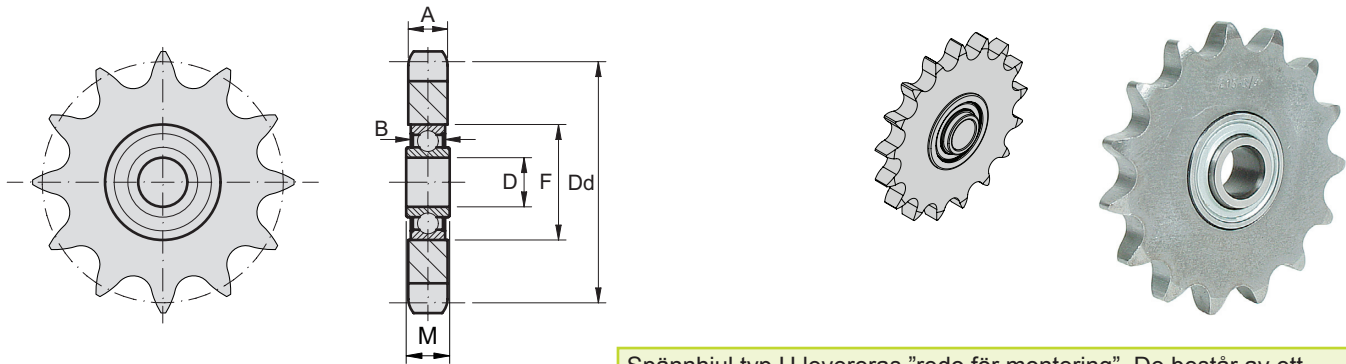 A
B
D
F
Dd
M
Spännhjul typ U levereras ”redo för montering”. De består av ett